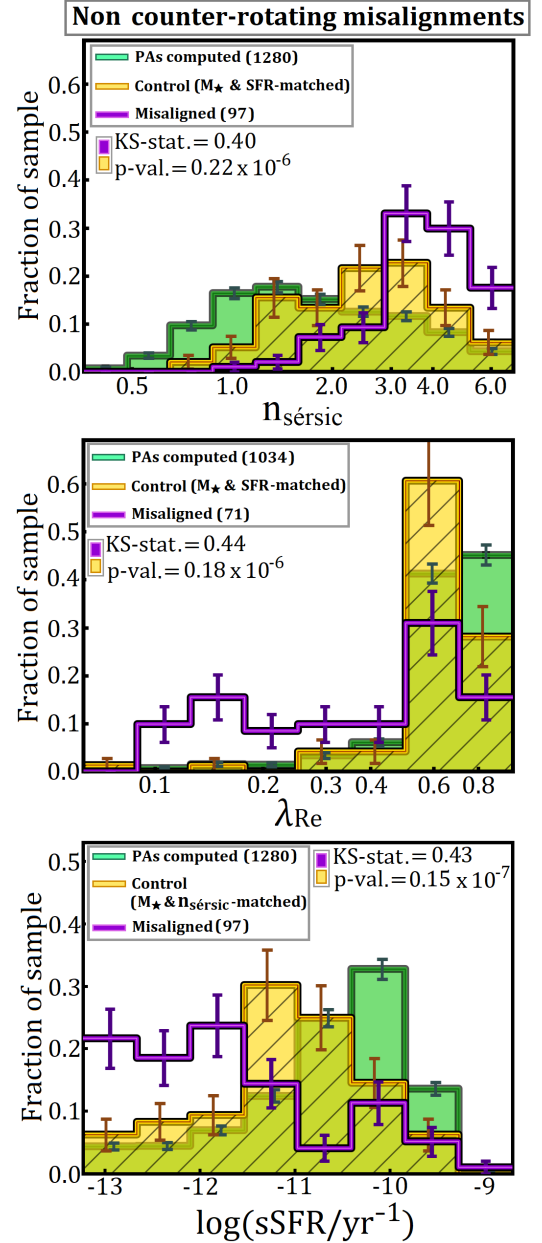 Non counter-rotating misalignments
PAs computed (1280)
Control (M★ & SFR-matched)
Misaligned (97)
KS-stat.= 0.40
p-val.= 0.22 x 10⁻⁶
Fraction of sample
0.6
0.5
0.4
0.3
0.2
0.1
0.0
0.5 1.0 2.0 3.0 4.0 6.0
n_sérsic
PAs computed (1034)
Control (M★ & SFR-matched)
Misaligned (71)
KS-stat.= 0.44
p-val.= 0.18 x 10⁻⁶
Fraction of sample
0.6
0.5
0.4
0.3
0.2
0.1
0.0
0.1 0.2 0.3 0.4 0.6 0.8
λ_Re
PAs computed (1280)
Control
(M★ & n_sérsic-matched)
Misaligned (97)
KS-stat.= 0.43
p-val.= 0.15 x 10⁻⁷
Fraction of sample
0.5
0.4
0.3
0.2
0.1
0.0
-13 -12 -11 -10 -9
log(sSFR/yr⁻¹)